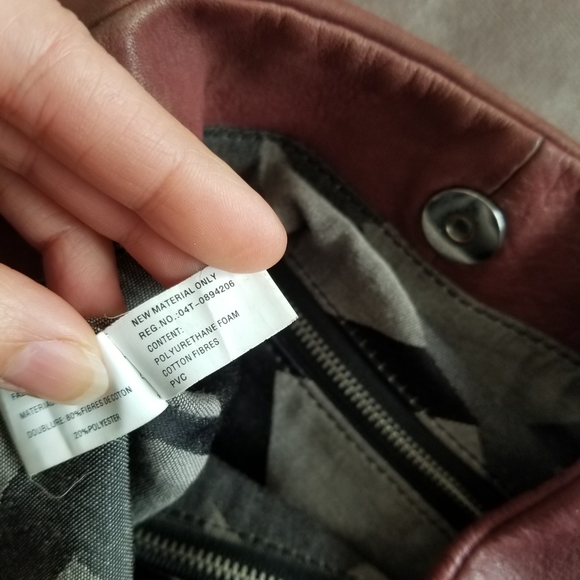 NEW MATERIAL ONLY
REG.NO.:04T-0894206
CONTENT:
POLYURETHANE FOAM
COTTON FIBRES
PVC
DOUBLURE: 80%FIBRES DE COTON
20%POLYESTER